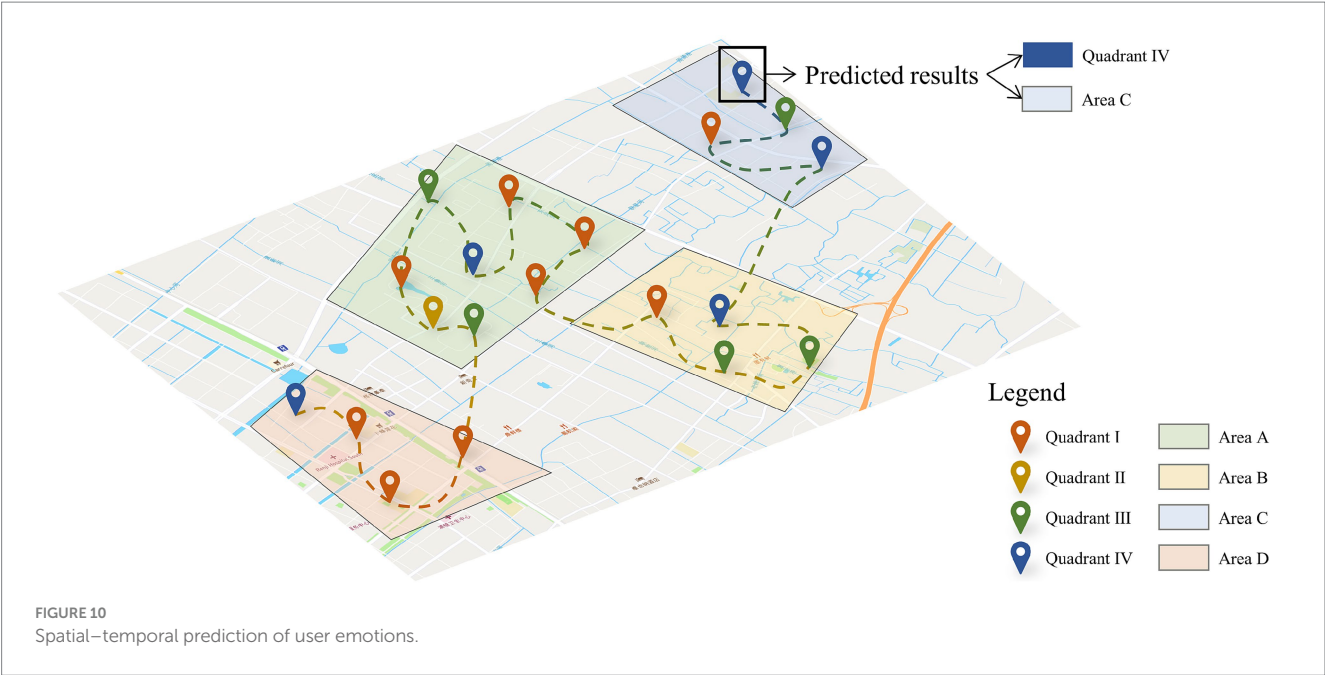 Predicted results
Quadrant IV
Area C
Carrefour
Legend
Quadrant I
Area A
Quadrant II
Area B
Quadrant III
Area C
Quadrant IV
Area D
FIGURE 10
Spatial–temporal prediction of user emotions.